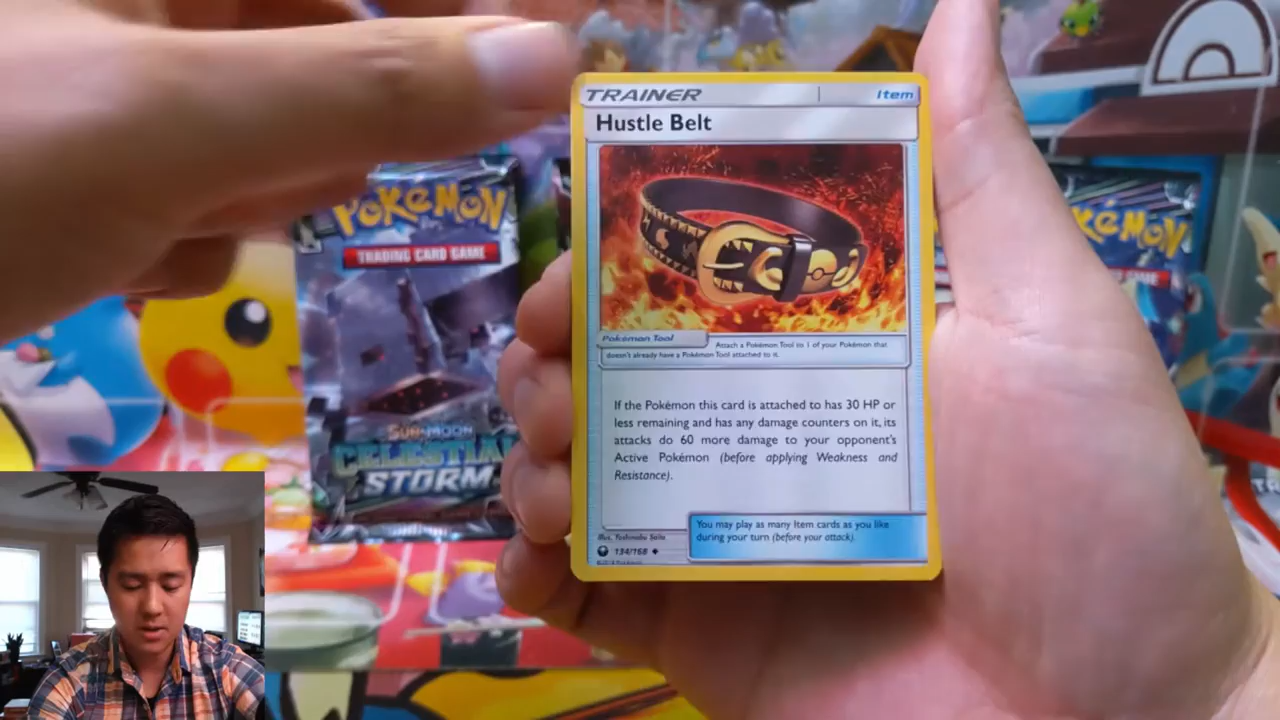 TRAINER
Item
Hustle Belt
Pokémon Tool
Attach a Pokémon Tool to 1 of your Pokémon that
doesn't already have a Pokémon Tool attached to it.
If the Pokémon this card is attached to has 30 HP or
less remaining and has any damage counters on it, its
attacks do 60 more damage to your opponent's
Active Pokémon (before applying Weakness and
Resistance).
You may play as many Item cards as you like
during your turn (before your attack).
Illus. Yoshinobu Saito
134/168
POKéMON
TRADING CARD GAME
SUN & MOON
CELESTIAL
STORM
POKéMON
GAME